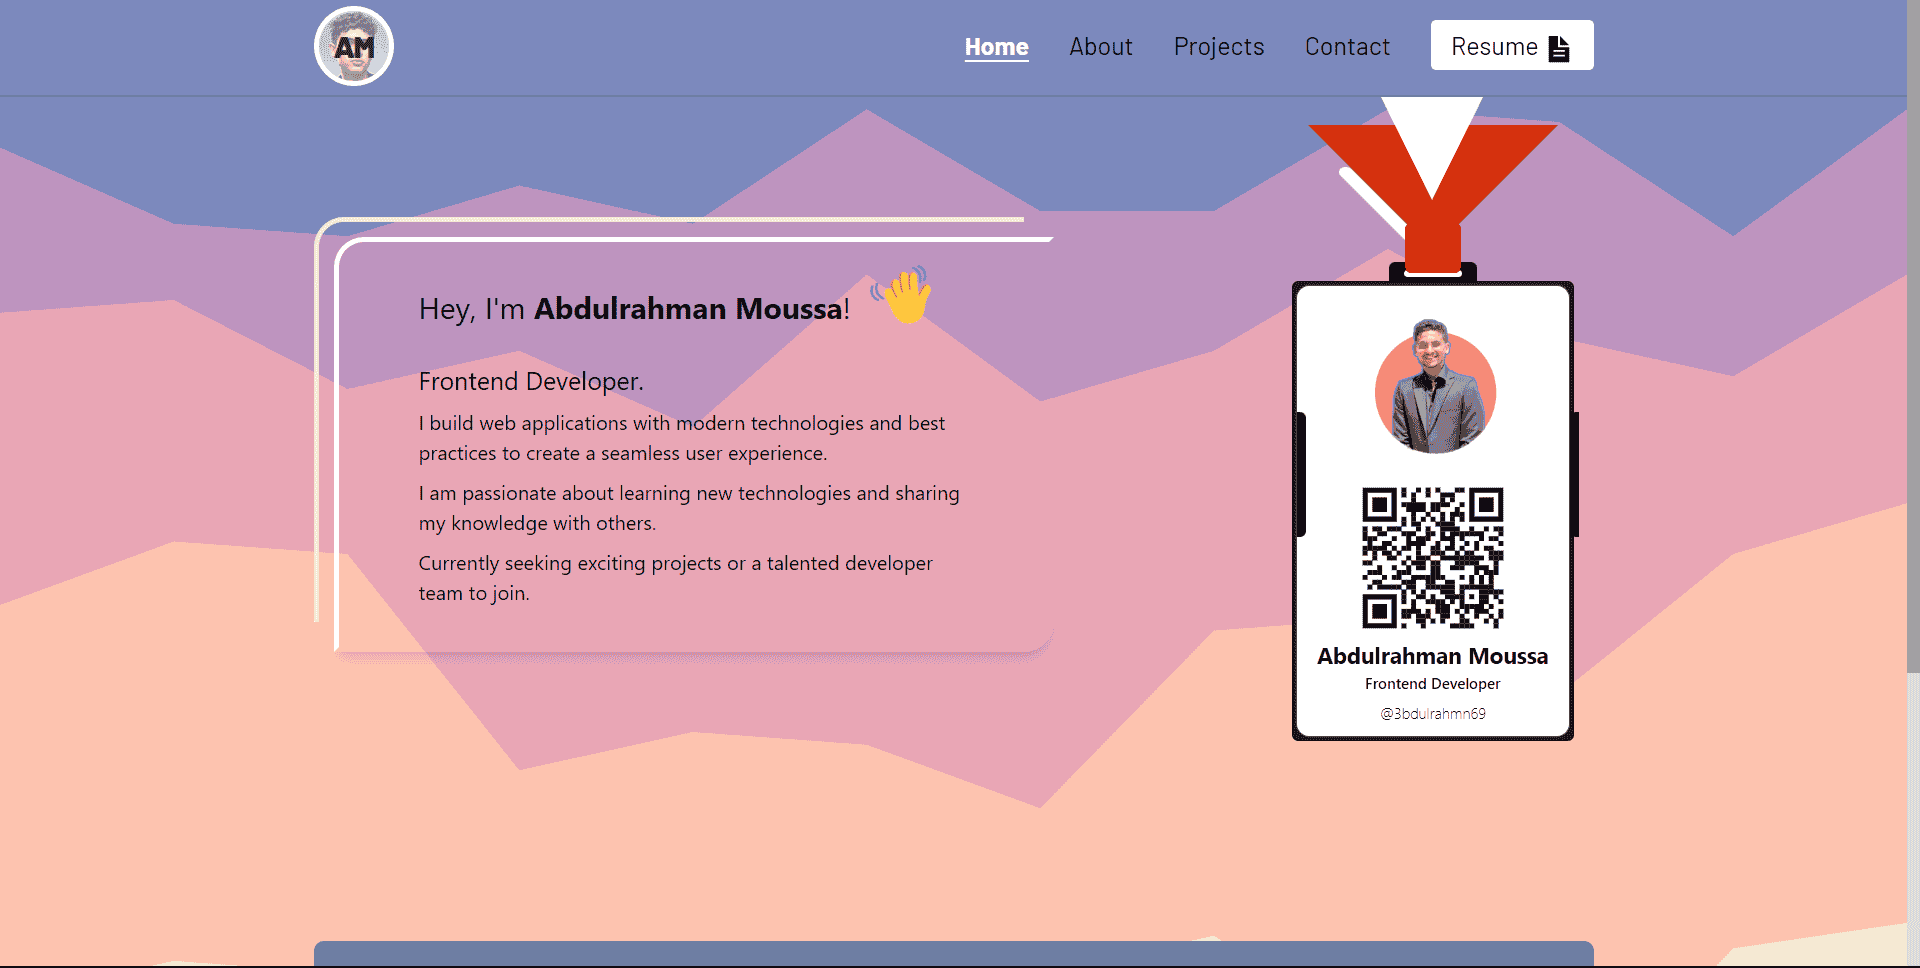 AM
Home About Projects Contact Resume
Hey, I'm Abdulrahman Moussa!
Frontend Developer.
I build web applications with modern technologies and best
practices to create a seamless user experience.
I am passionate about learning new technologies and sharing
my knowledge with others.
Currently seeking exciting projects or a talented developer
team to join.
Abdulrahman Moussa
Frontend Developer
@3bdulrahmn69